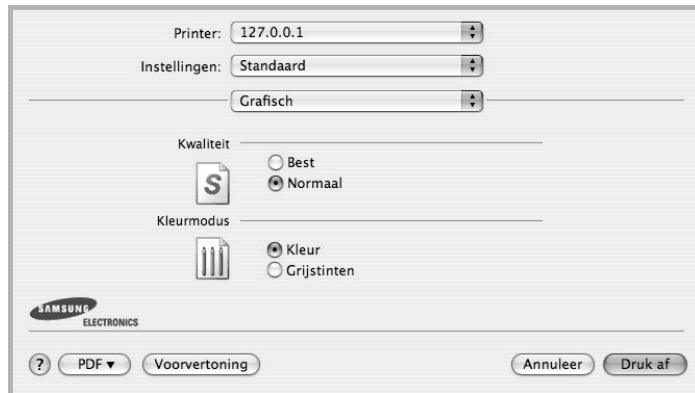 Printer: 127.0.0.1
Instellingen: Standaard
Grafisch
Kwaliteit
Best
S
Normaal
Kleurmodus
Kleur
Grijstinten
SAMSUNG
ELECTRONICS
? PDF ▼ Voorvertoning Annuleer Druk af